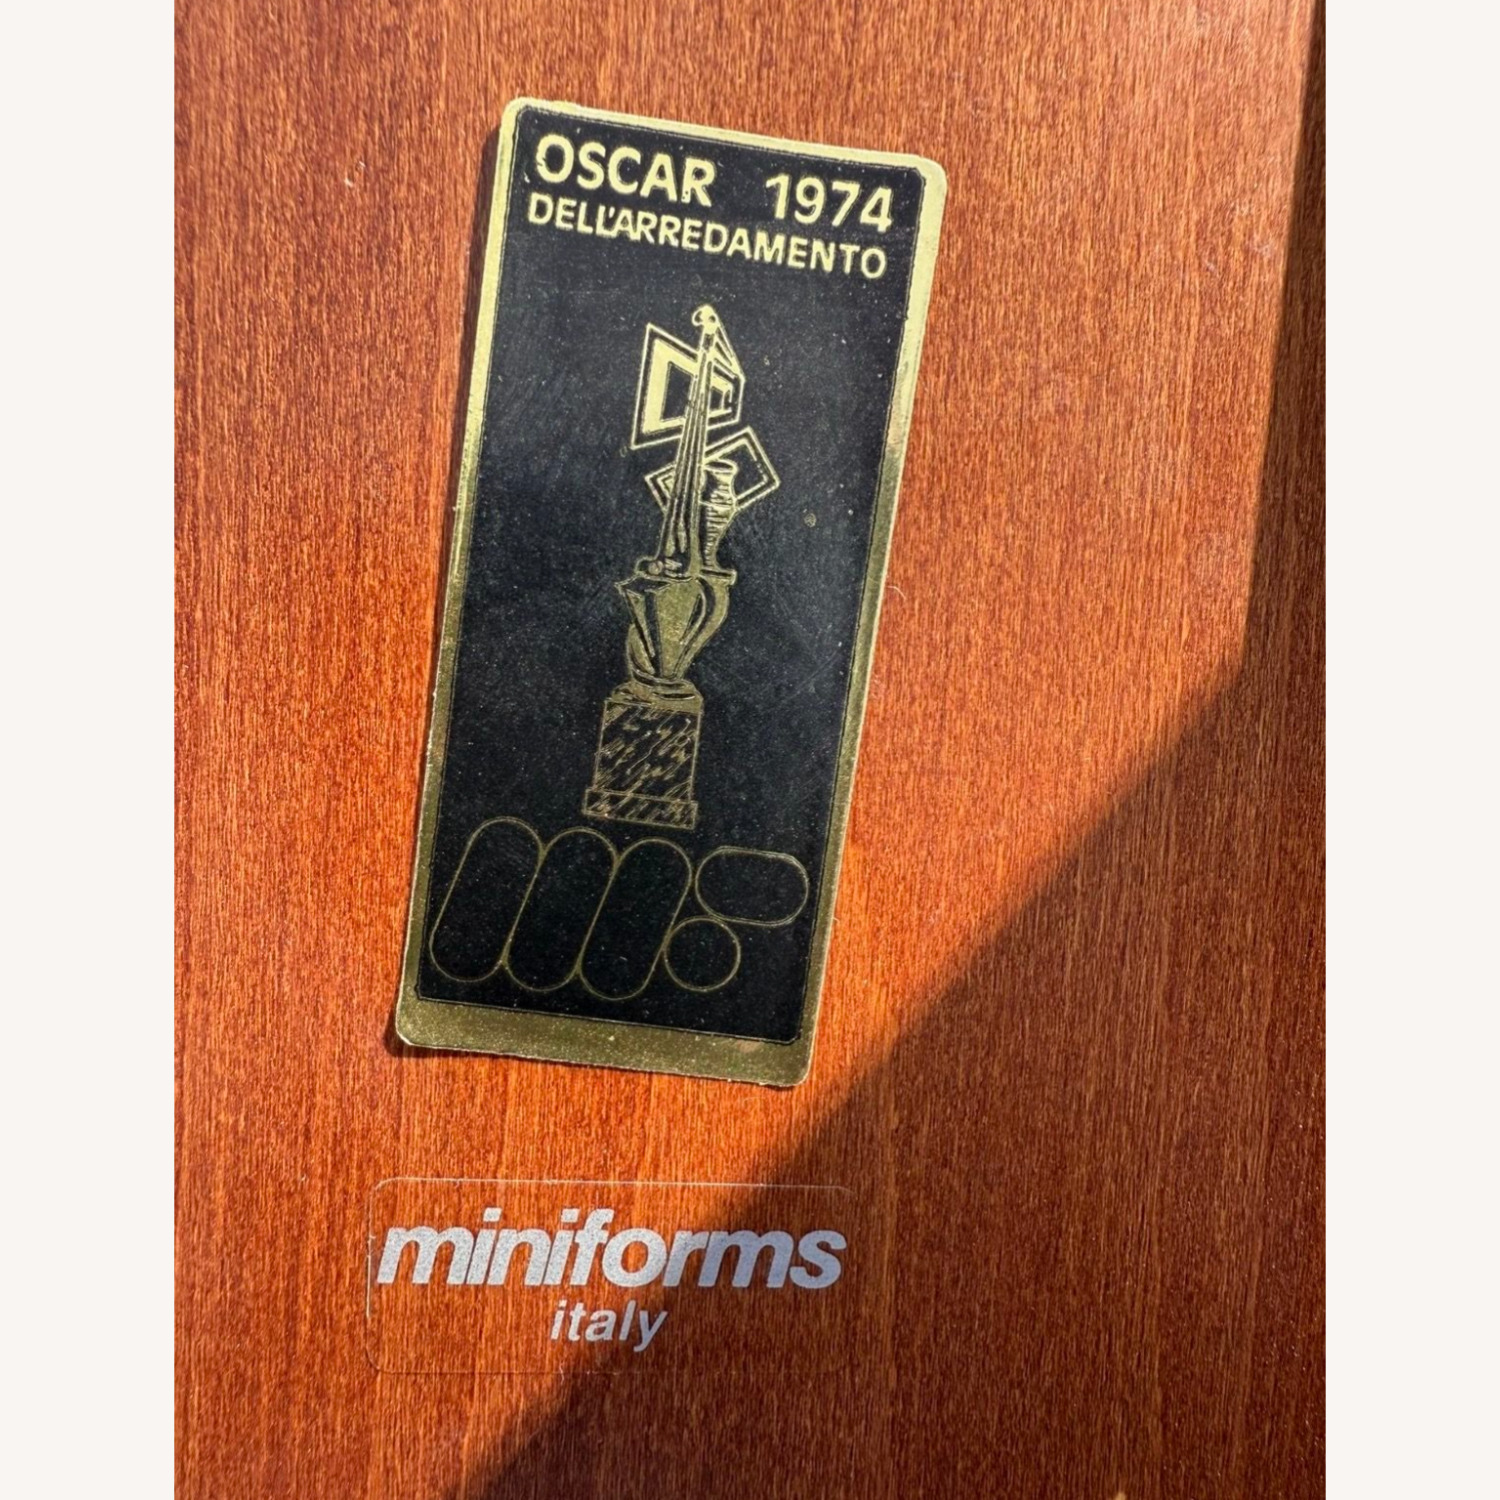 OSCAR 1974
DELL'ARREDAMENTO
miniforms
italy